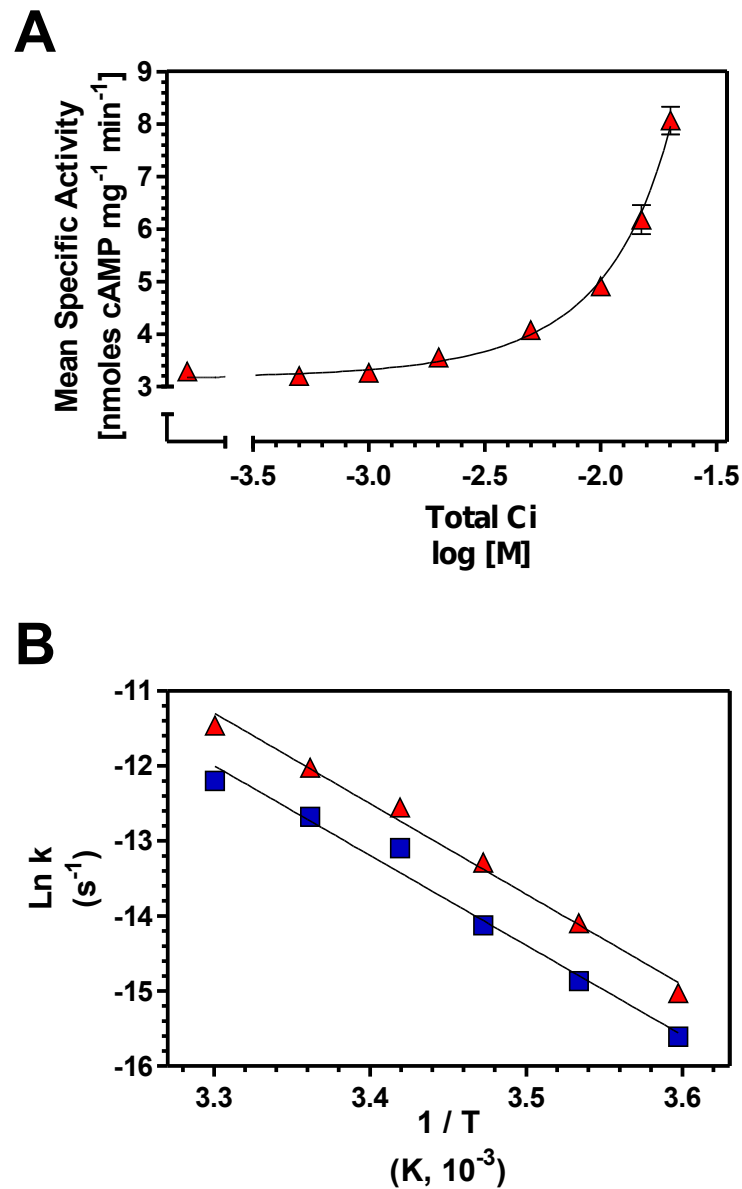 A
Mean Specific Activity
[nmoles cAMP mg-1 min-1]
9
8
7
6
5
4
3
-3.5 -3.0 -2.5 -2.0 -1.5
Total Ci
log [M]
B
Ln k
(s-1)
-11
-12
-13
-14
-15
-16
3.3 3.4 3.5 3.6
1 / T
(K, 10-3)